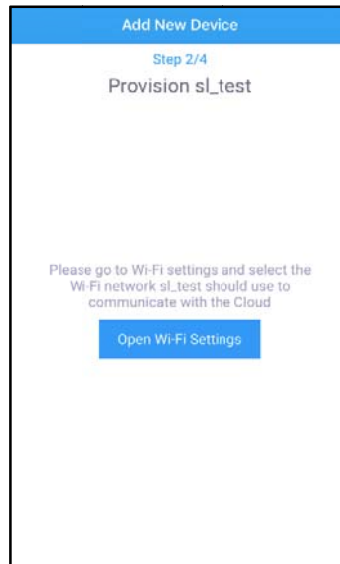 Add New Device
Step 2/4
Provision sl_test
Please go to Wi-Fi settings and select the
Wi-Fi network sl_test should use to
communicate with the Cloud
Open Wi-Fi Settings